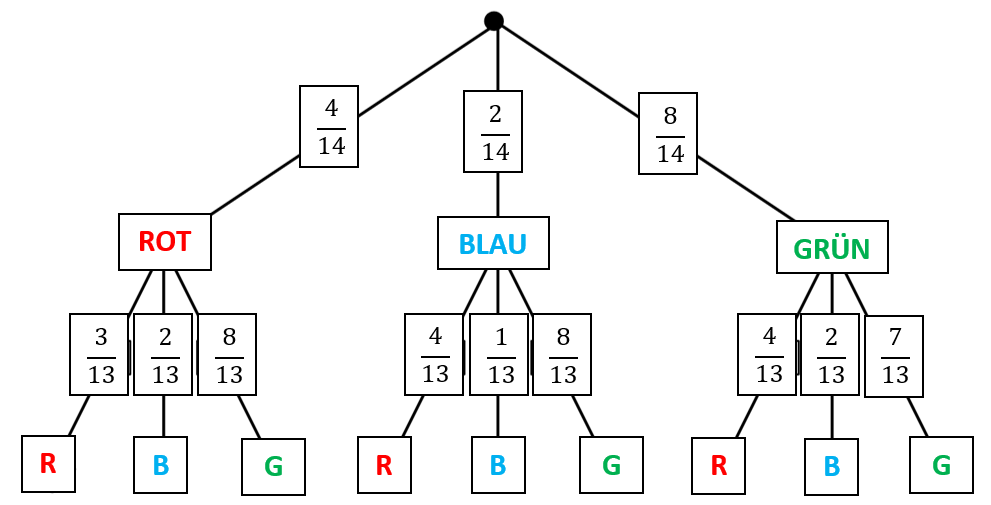 4/14 2/14 8/14
ROT BLAU GRÜN
3/13 2/13 8/13 4/13 1/13 8/13 4/13 2/13 7/13
R B G R B G R B G